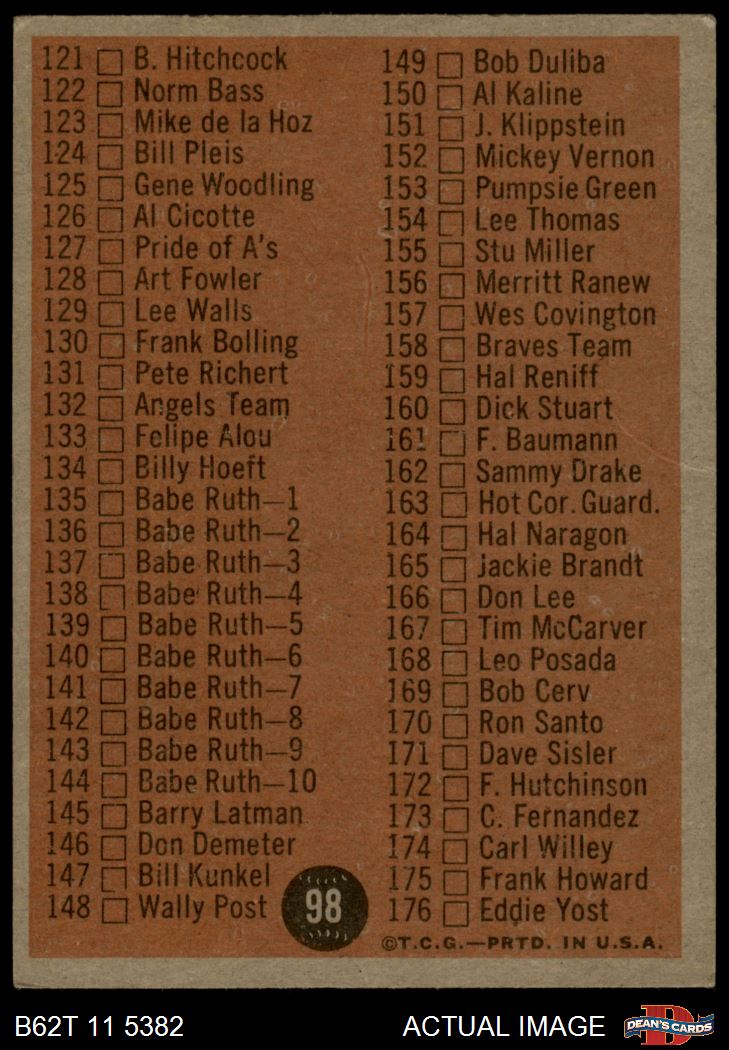 121 B. Hitchcock
122 Norm Bass
123 Mike de la Hoz
124 Bill Pleis
125 Gene Woodling
126 Al Cicotte
127 Pride of A's
128 Art Fowler
129 Lee Walls
130 Frank Bolling
131 Pete Richert
132 Angels Team
133 Felipe Alou
134 Billy Hoeft
135 Babe Ruth—1
136 Babe Ruth—2
137 Babe Ruth—3
138 Babe Ruth—4
139 Babe Ruth—5
140 Babe Ruth—6
141 Babe Ruth—7
142 Babe Ruth—8
143 Babe Ruth—9
144 Babe Ruth—10
145 Barry Latman
146 Don Demeter
147 Bill Kunkel
148 Wally Post
98
149 Bob Duliba
150 Al Kaline
151 J. Klippstein
152 Mickey Vernon
153 Pumpsie Green
154 Lee Thomas
155 Stu Miller
156 Merritt Ranew
157 Wes Covington
158 Braves Team
159 Hal Reniff
160 Dick Stuart
161 F. Baumann
162 Sammy Drake
163 Hot Cor. Guard.
164 Hal Naragon
165 Jackie Brandt
166 Don Lee
167 Tim McCarver
168 Leo Posada
169 Bob Cerv
170 Ron Santo
171 Dave Sisler
172 F. Hutchinson
173 C. Fernandez
174 Carl Willey
175 Frank Howard
176 Eddie Yost
©T.C.G.—PRTD. IN U.S.A.
B62T 11 5382
ACTUAL IMAGE
D
DEAN'S CARDS